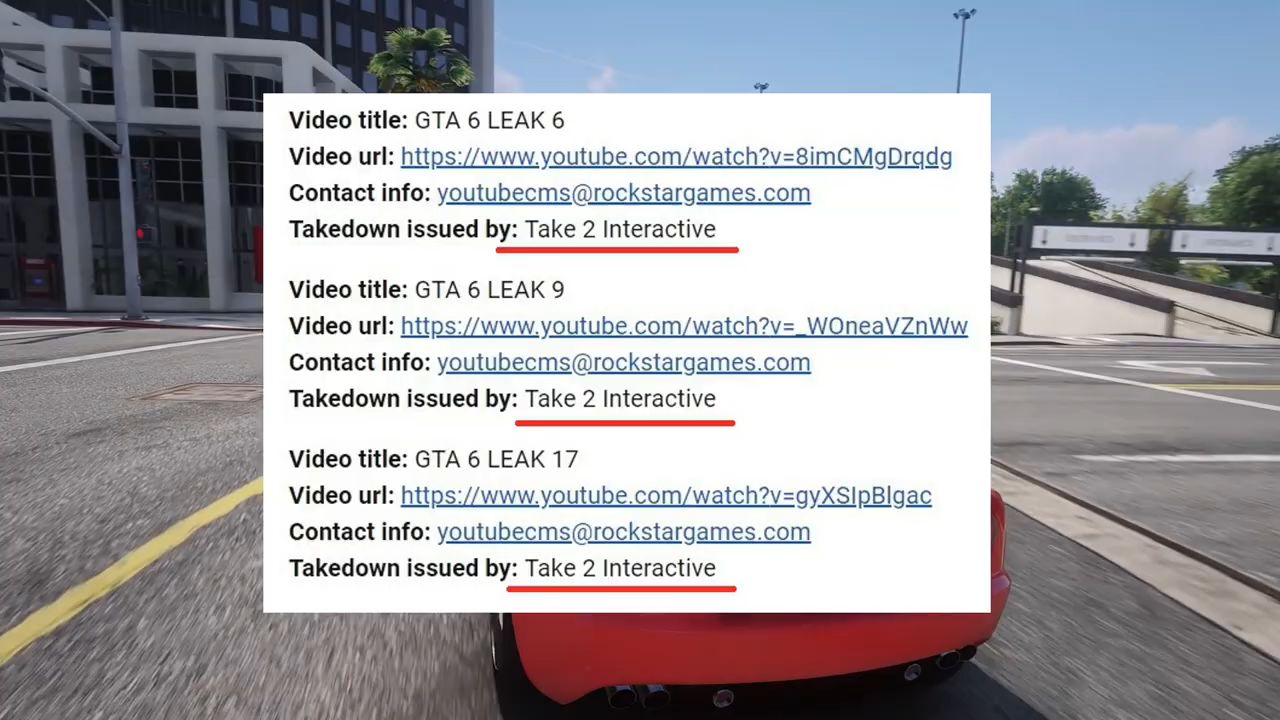 Video title: GTA 6 LEAK 6
Video url: https://www.youtube.com/watch?v=8imCMgDrqdg
Contact info: youtubecms@rockstargames.com
Takedown issued by: Take 2 Interactive
Video title: GTA 6 LEAK 9
Video url: https://www.youtube.com/watch?v=_WOneaVZnWw
Contact info: youtubecms@rockstargames.com
Takedown issued by: Take 2 Interactive
Video title: GTA 6 LEAK 17
Video url: https://www.youtube.com/watch?v=gyXSIpBlgac
Contact info: youtubecms@rockstargames.com
Takedown issued by: Take 2 Interactive